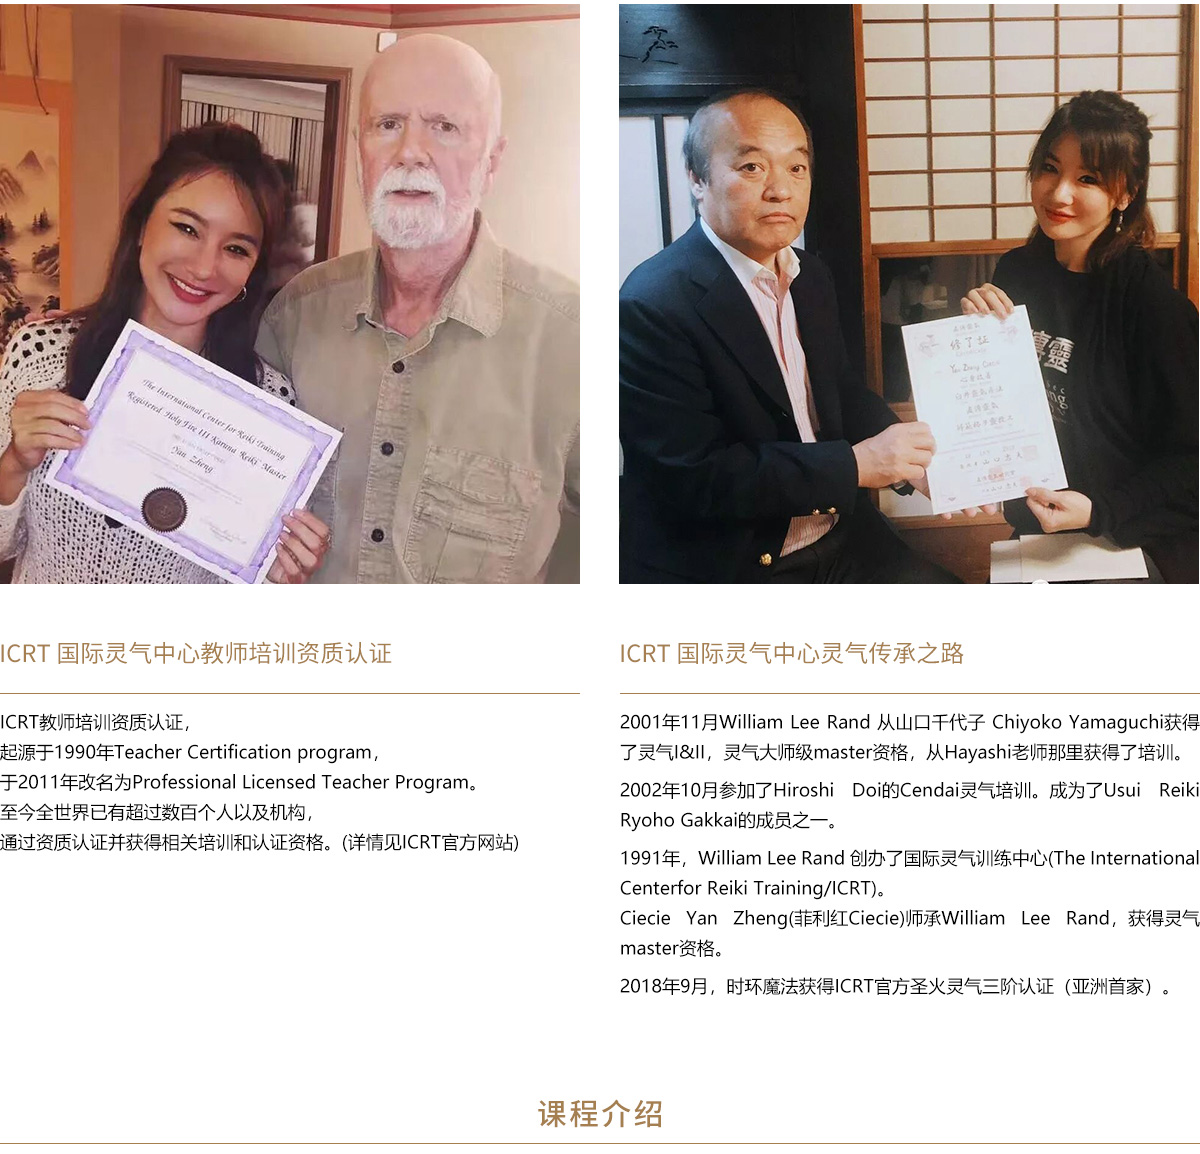 The International Center for Reiki Training
Registered Holy Fire III Karuna Reiki Master
Yan Zheng
修了証
ICRT 国际灵气中心教师培训资质认证
ICRT教师培训资质认证，
起源于1990年Teacher Certification program，
于2011年改名为Professional Licensed Teacher Program。
至今全世界已有超过数百个人以及机构，
通过资质认证并获得相关培训和认证资格。(详情见ICRT官方网站)
ICRT 国际灵气中心灵气传承之路
2001年11月William Lee Rand 从山口千代子 Chiyoko Yamaguchi获得
了灵气I&II，灵气大师级master资格，从Hayashi老师那里获得了培训。
2002年10月参加了Hiroshi Doi的Cendai灵气培训。成为了Usui Reiki
Ryoho Gakkai的成员之一。
1991年，William Lee Rand 创办了国际灵气训练中心(The International
Centerfor Reiki Training/ICRT)。
Ciecie Yan Zheng(菲利红Ciecie)师承William Lee Rand，获得灵气
master资格。
2018年9月，时环魔法获得ICRT官方圣火灵气三阶认证（亚洲首家）。
课程介绍